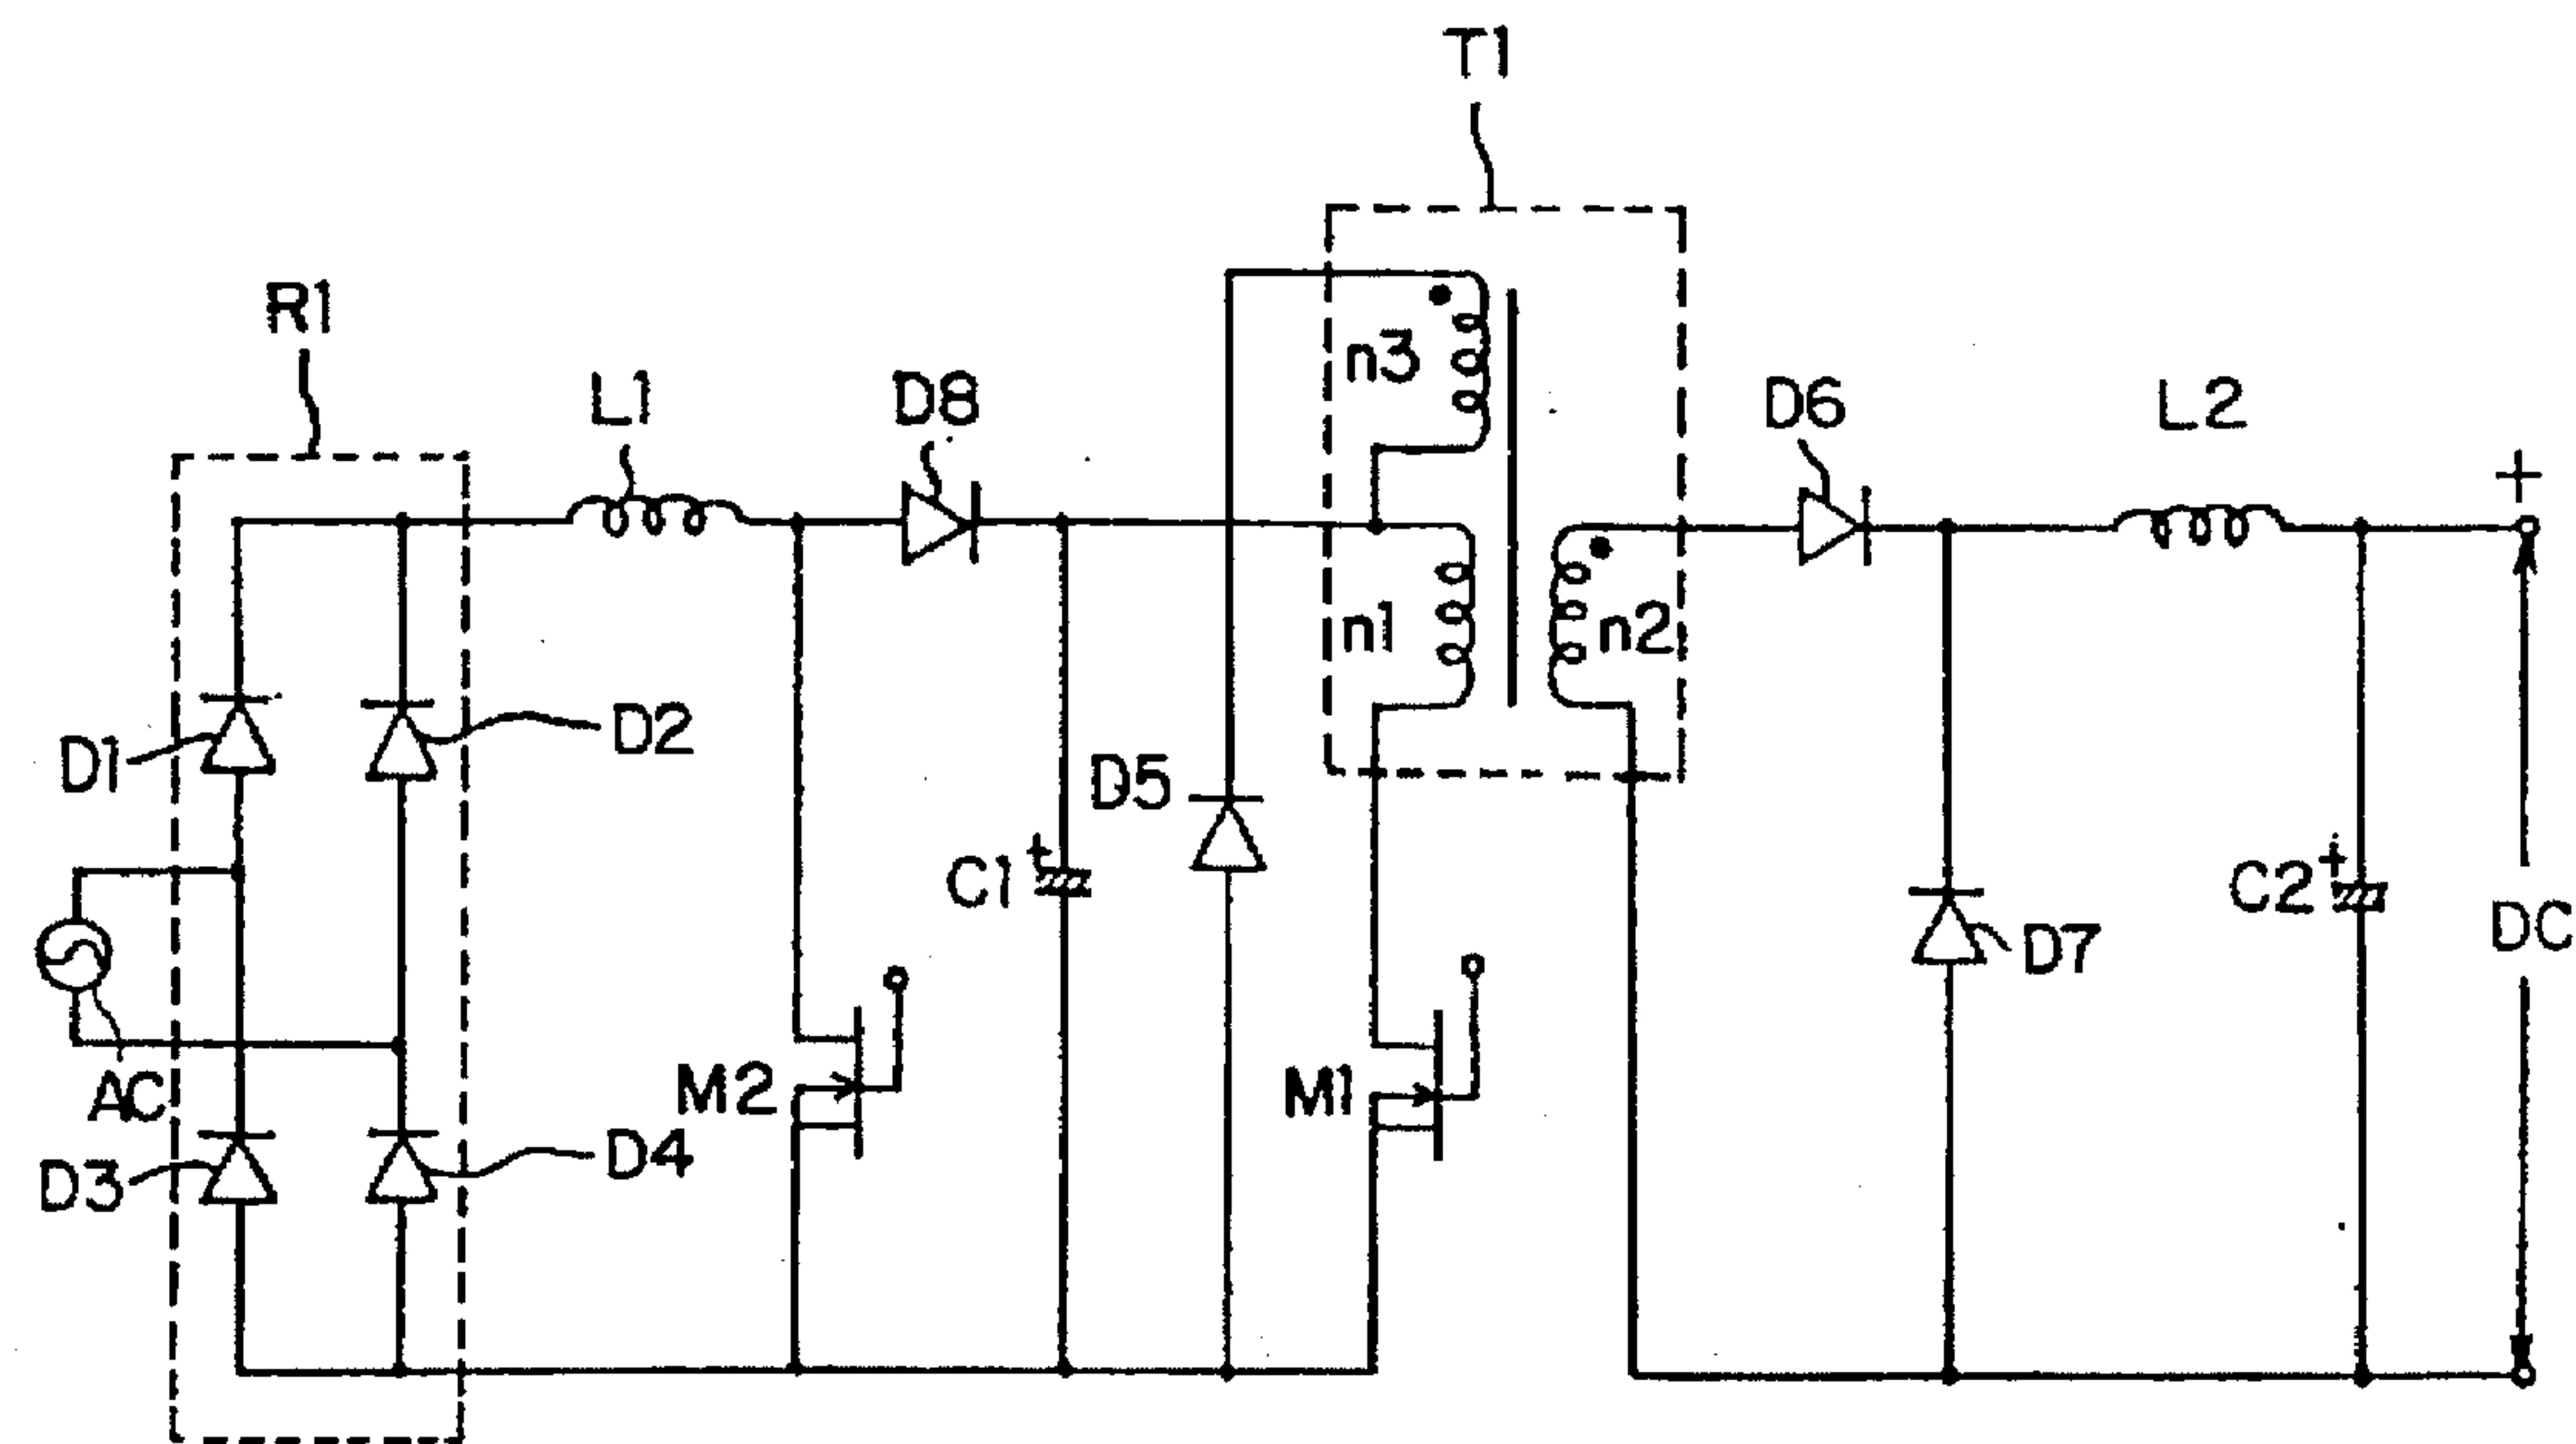 T1
R1
L1
D8
n3
D6
L2
+
n1
n2
D1
D2
D5
C1
+
C2
+
D7
DC
AC
M2
M1
D3
D4